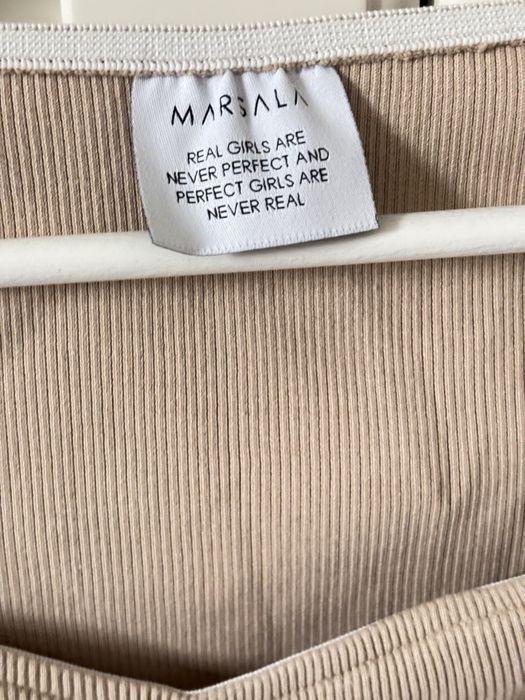 MARSALA
REAL GIRLS ARE
NEVER PERFECT AND
PERFECT GIRLS ARE
NEVER REAL